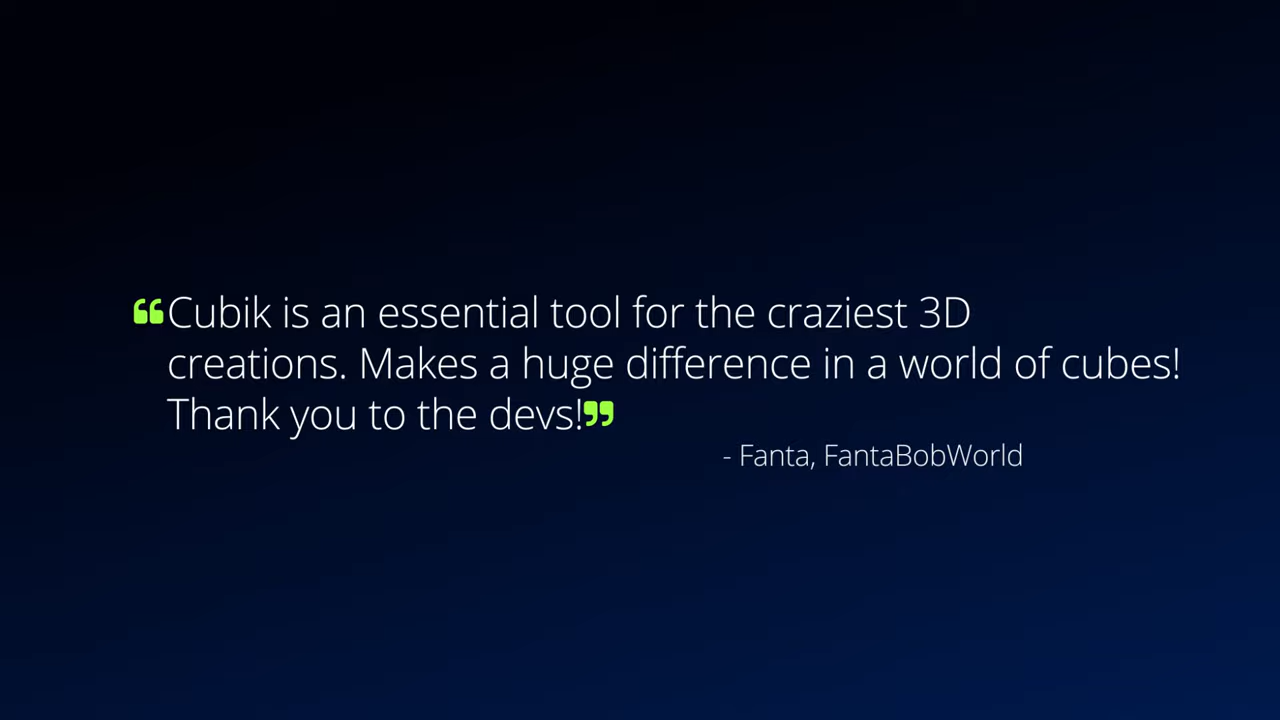 “Cubik is an essential tool for the craziest 3D
creations. Makes a huge difference in a world of cubes!
Thank you to the devs!”
- Fanta, FantaBobWorld